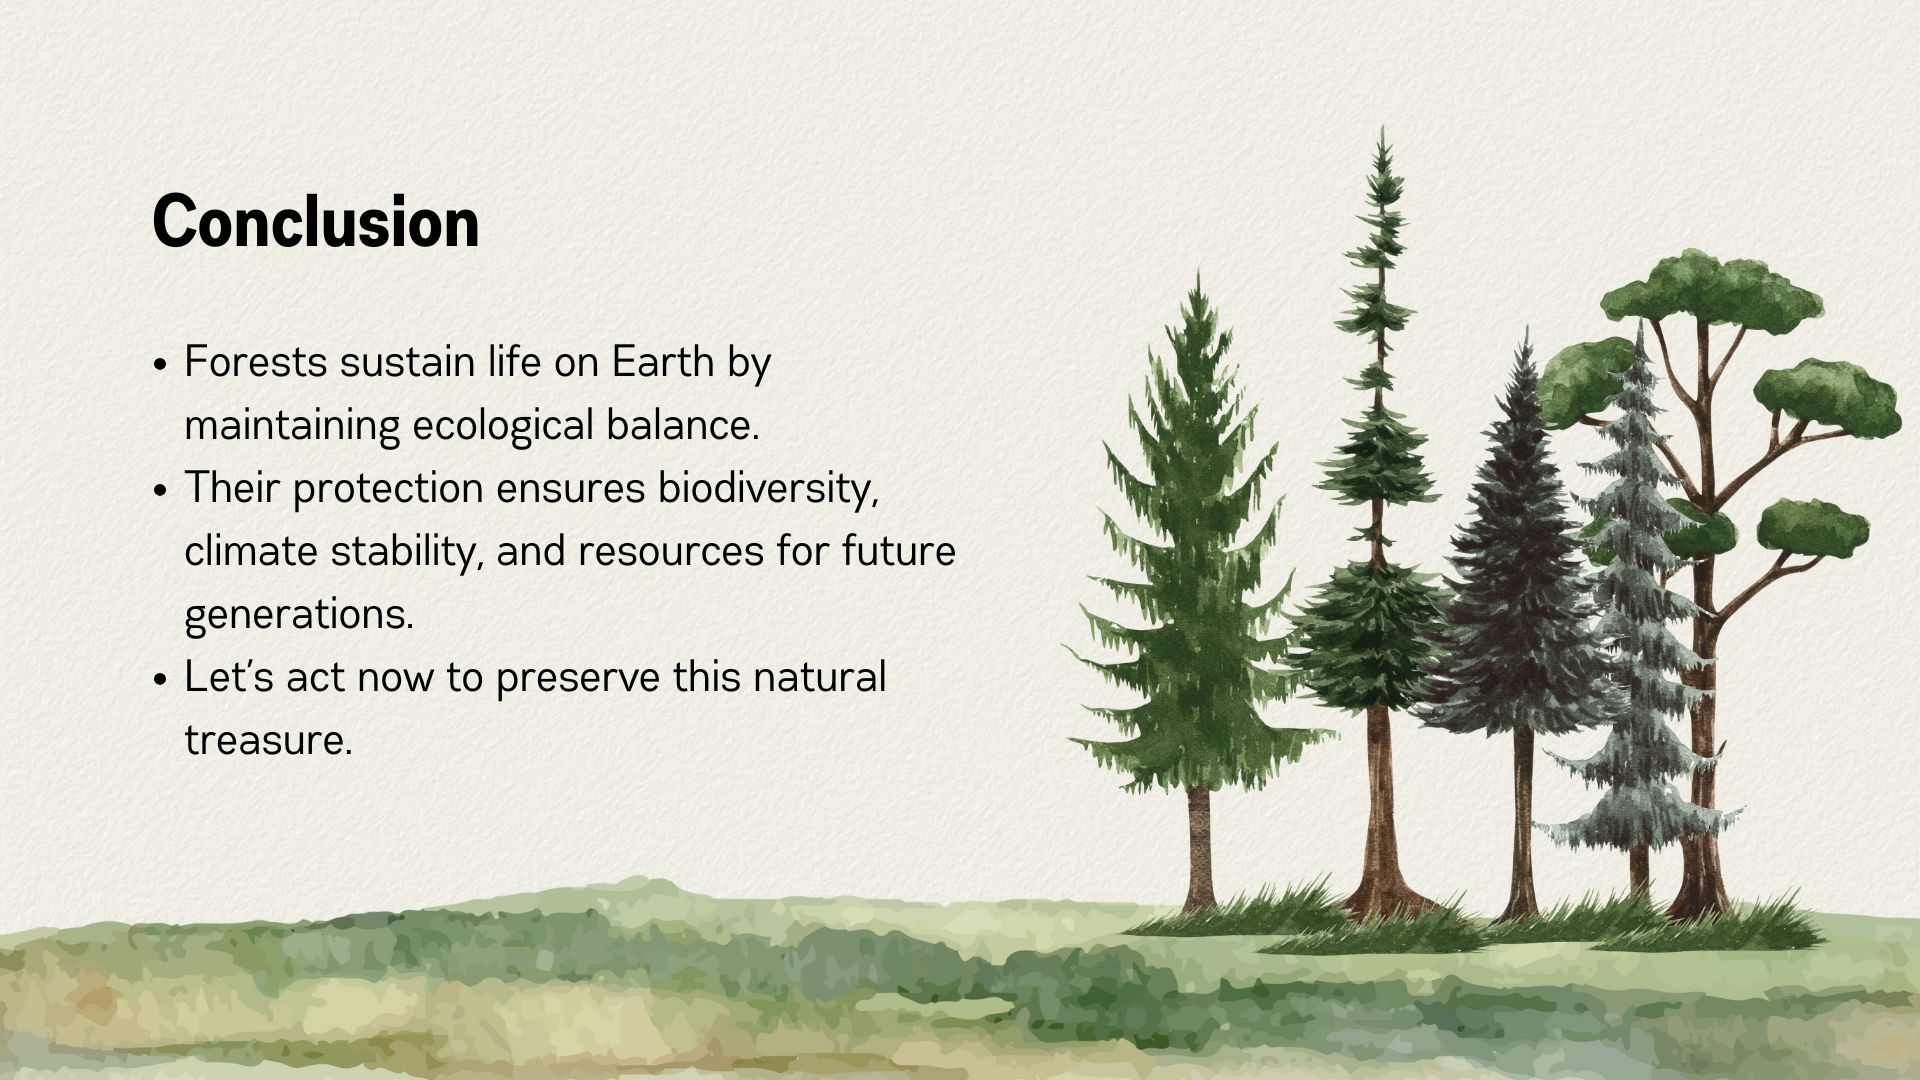 Conclusion
• Forests sustain life on Earth by
maintaining ecological balance.
• Their protection ensures biodiversity,
climate stability, and resources for future
generations.
• Let’s act now to preserve this natural
treasure.